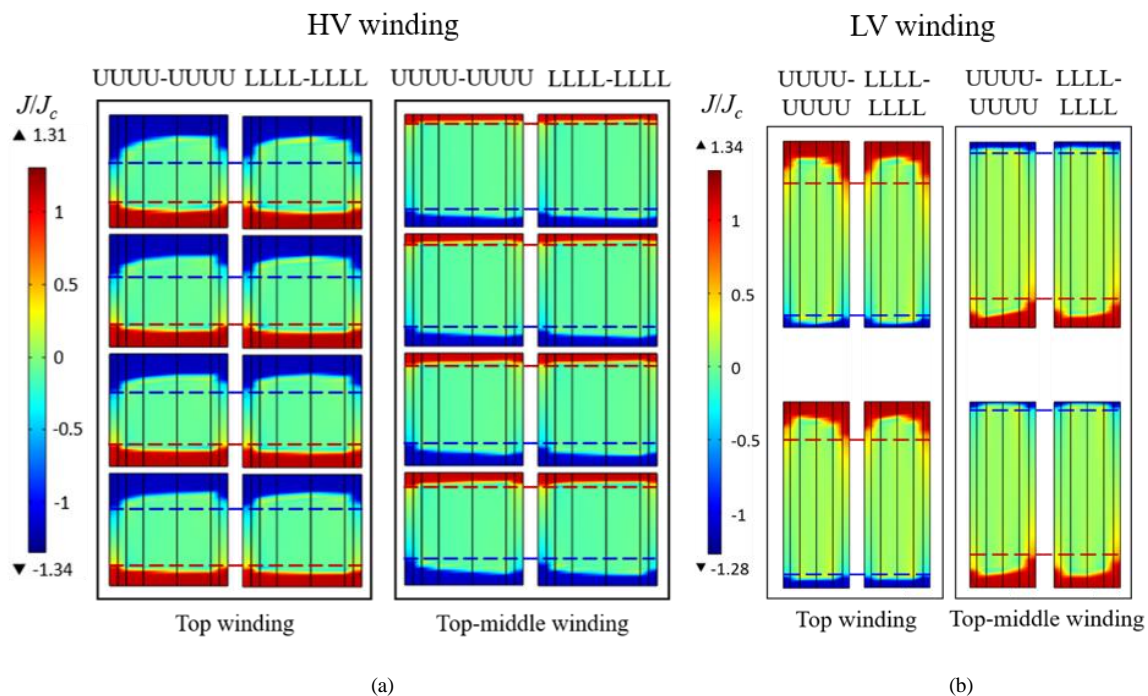 HV winding
LV winding
UUUU-UUUU LLLL-LLLL
UUUU-UUUU LLLL-LLLL
UUUU-
UUUU
LLLL-
LLLL
UUUU-
UUUU
LLLL-
LLLL
J/Jc
▲ 1.31
1
0.5
0
-0.5
-1
▼ -1.34
J/Jc
▲ 1.34
1
0.5
0
-0.5
-1
▼ -1.28
Top winding
Top-middle winding
Top winding
Top-middle winding
(a)
(b)